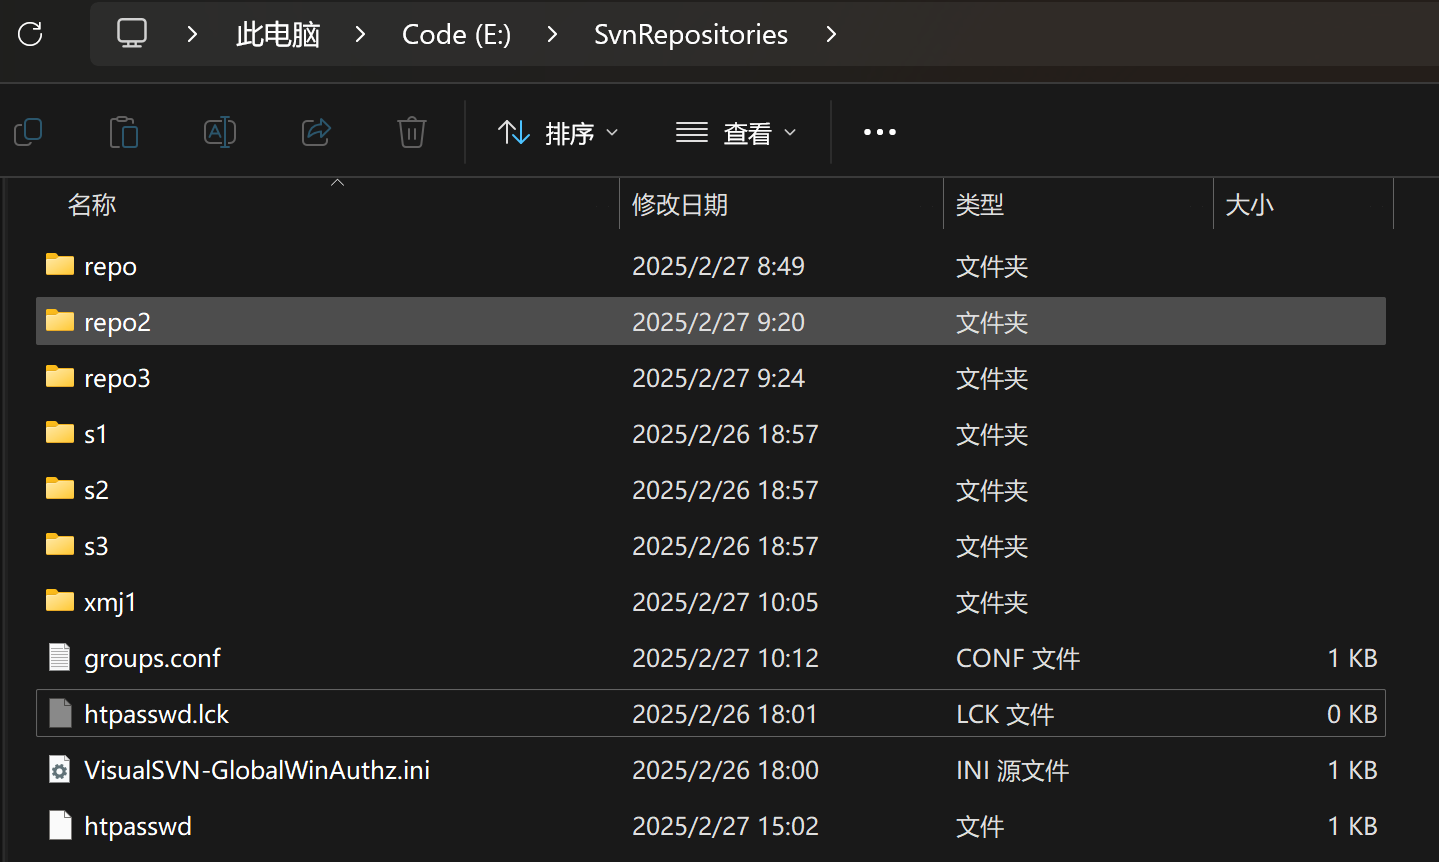 此电脑 Code (E:) SvnRepositories
排序 查看
名称 修改日期 类型 大小
repo 2025/2/27 8:49 文件夹
repo2 2025/2/27 9:20 文件夹
repo3 2025/2/27 9:24 文件夹
s1 2025/2/26 18:57 文件夹
s2 2025/2/26 18:57 文件夹
s3 2025/2/26 18:57 文件夹
xmj1 2025/2/27 10:05 文件夹
groups.conf 2025/2/27 10:12 CONF 文件 1 KB
htpasswd.lck 2025/2/26 18:01 LCK 文件 0 KB
VisualSVN-GlobalWinAuthz.ini 2025/2/26 18:00 INI 源文件 1 KB
htpasswd 2025/2/27 15:02 文件 1 KB